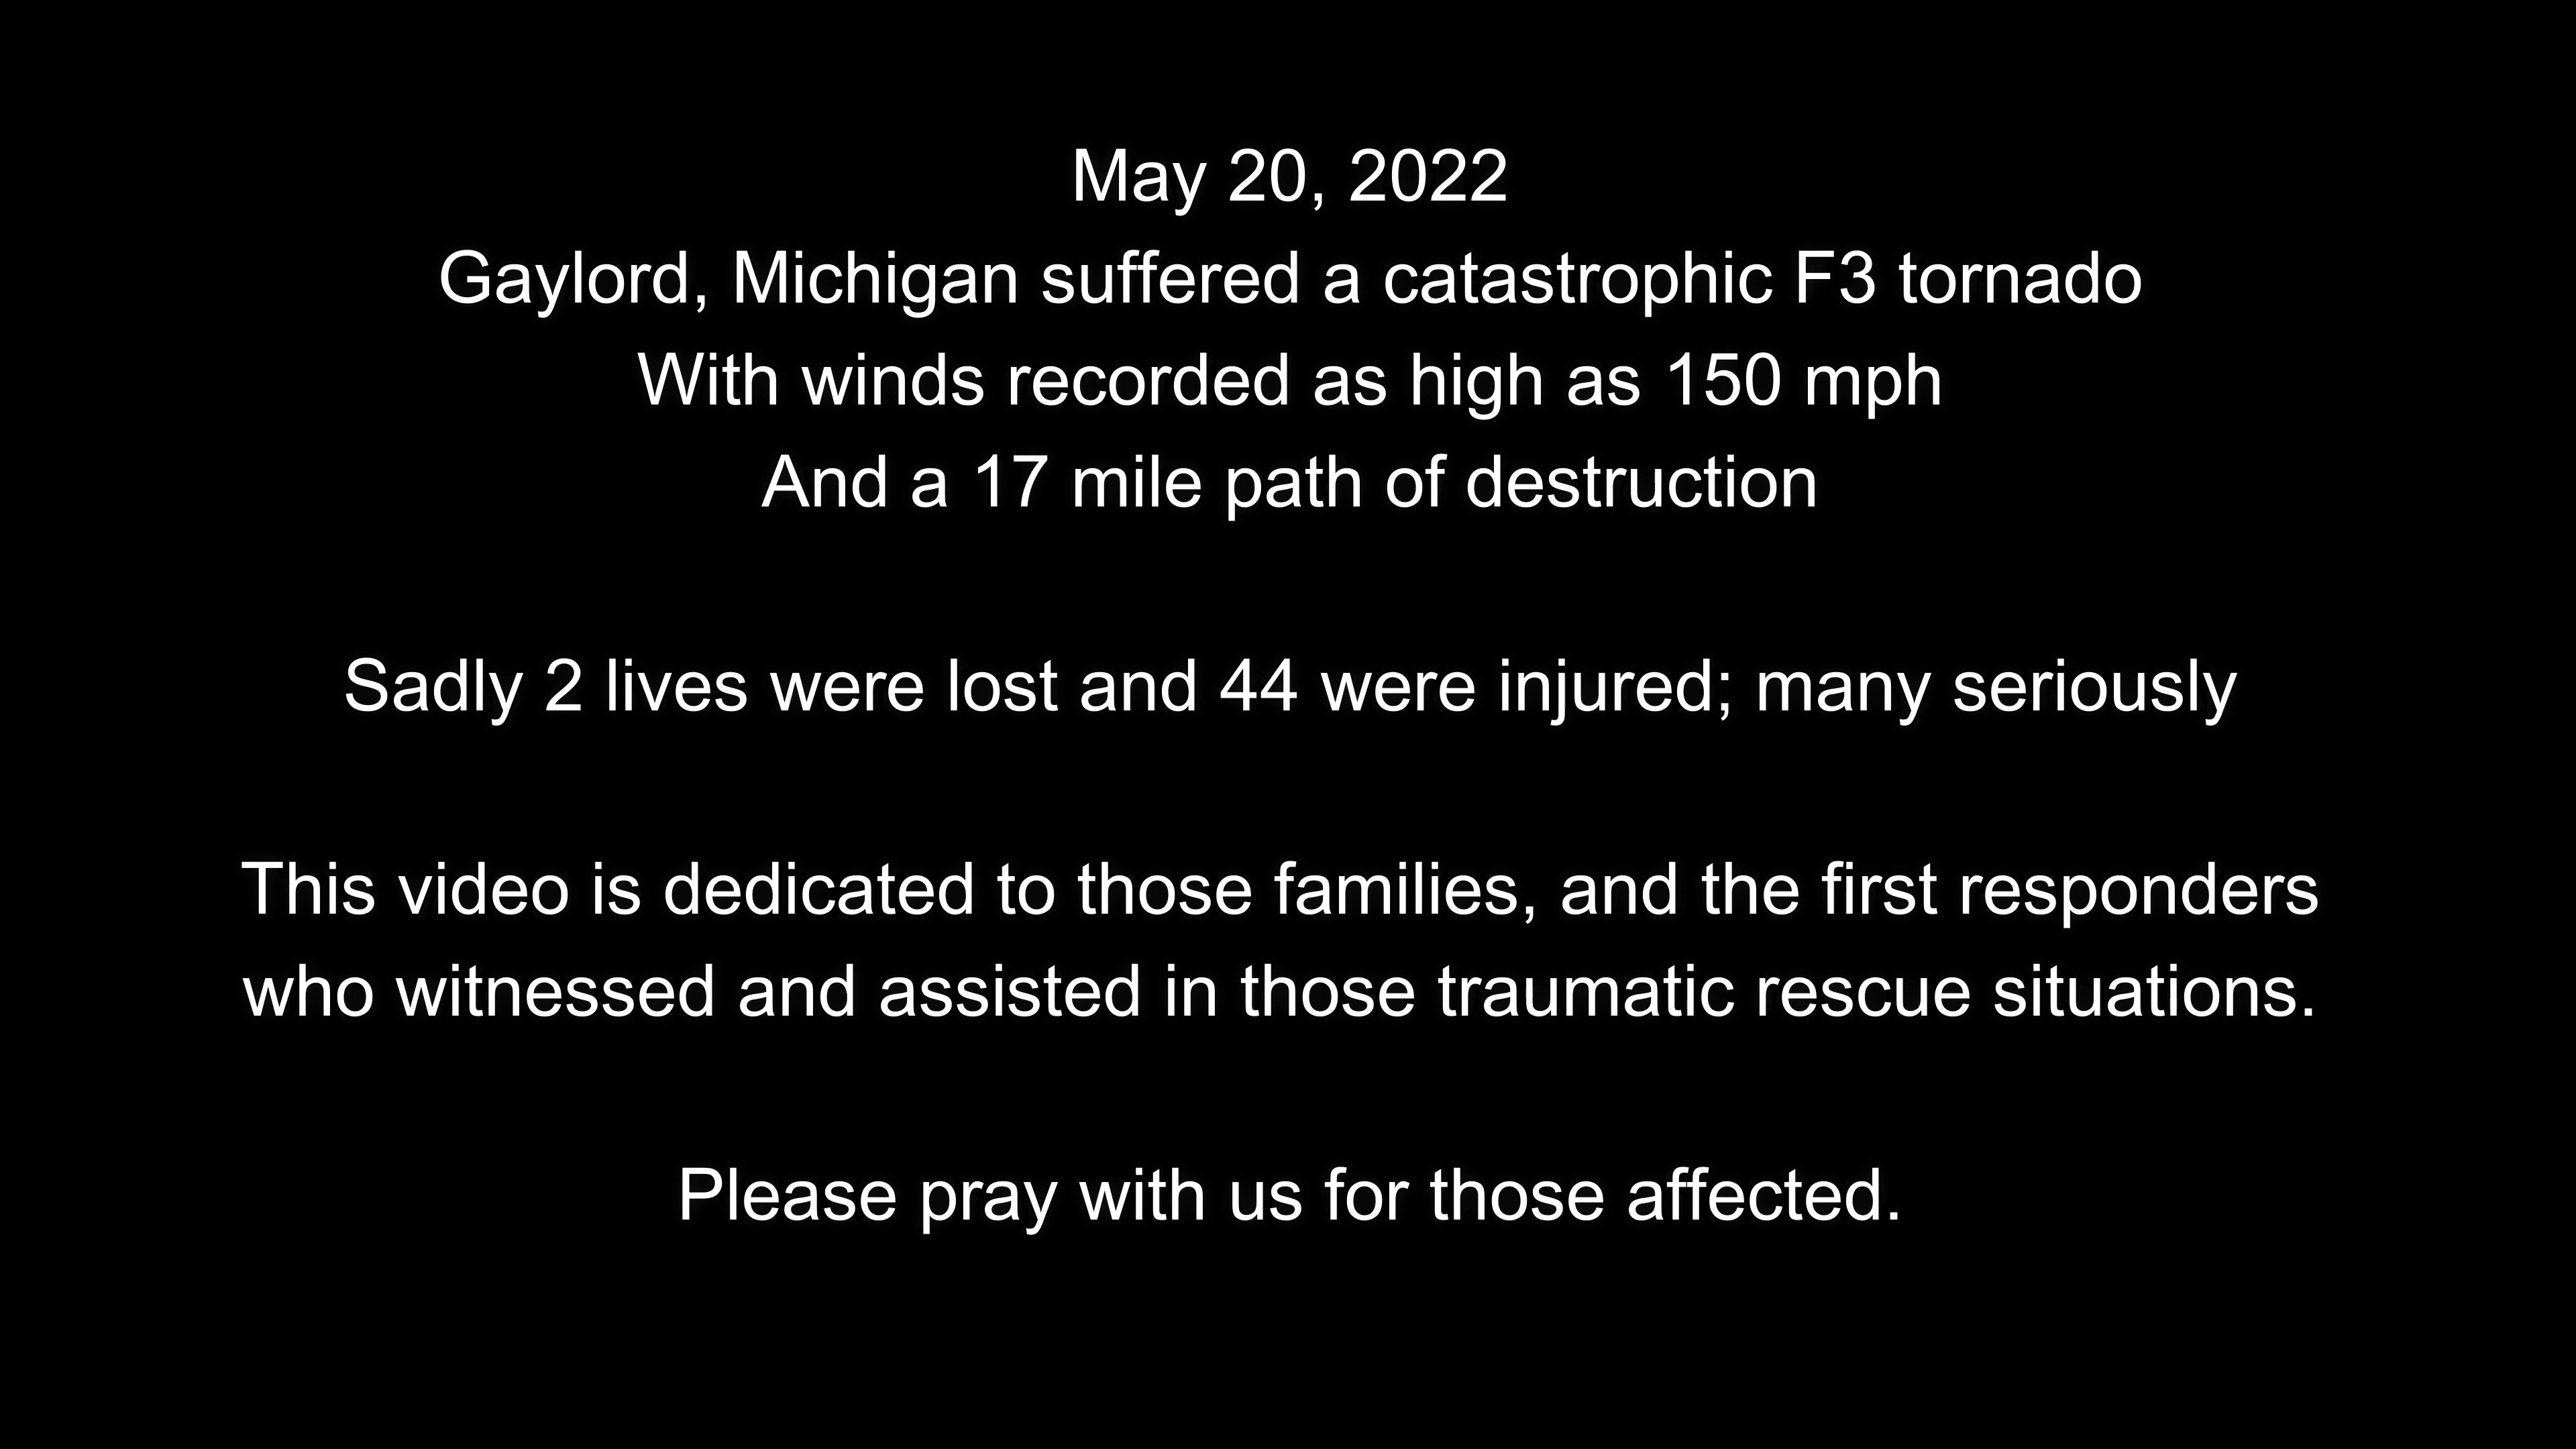 May 20, 2022
Gaylord, Michigan suffered a catastrophic F3 tornado
With winds recorded as high as 150 mph
And a 17 mile path of destruction
Sadly 2 lives were lost and 44 were injured; many seriously
This video is dedicated to those families, and the first responders
who witnessed and assisted in those traumatic rescue situations.
Please pray with us for those affected.